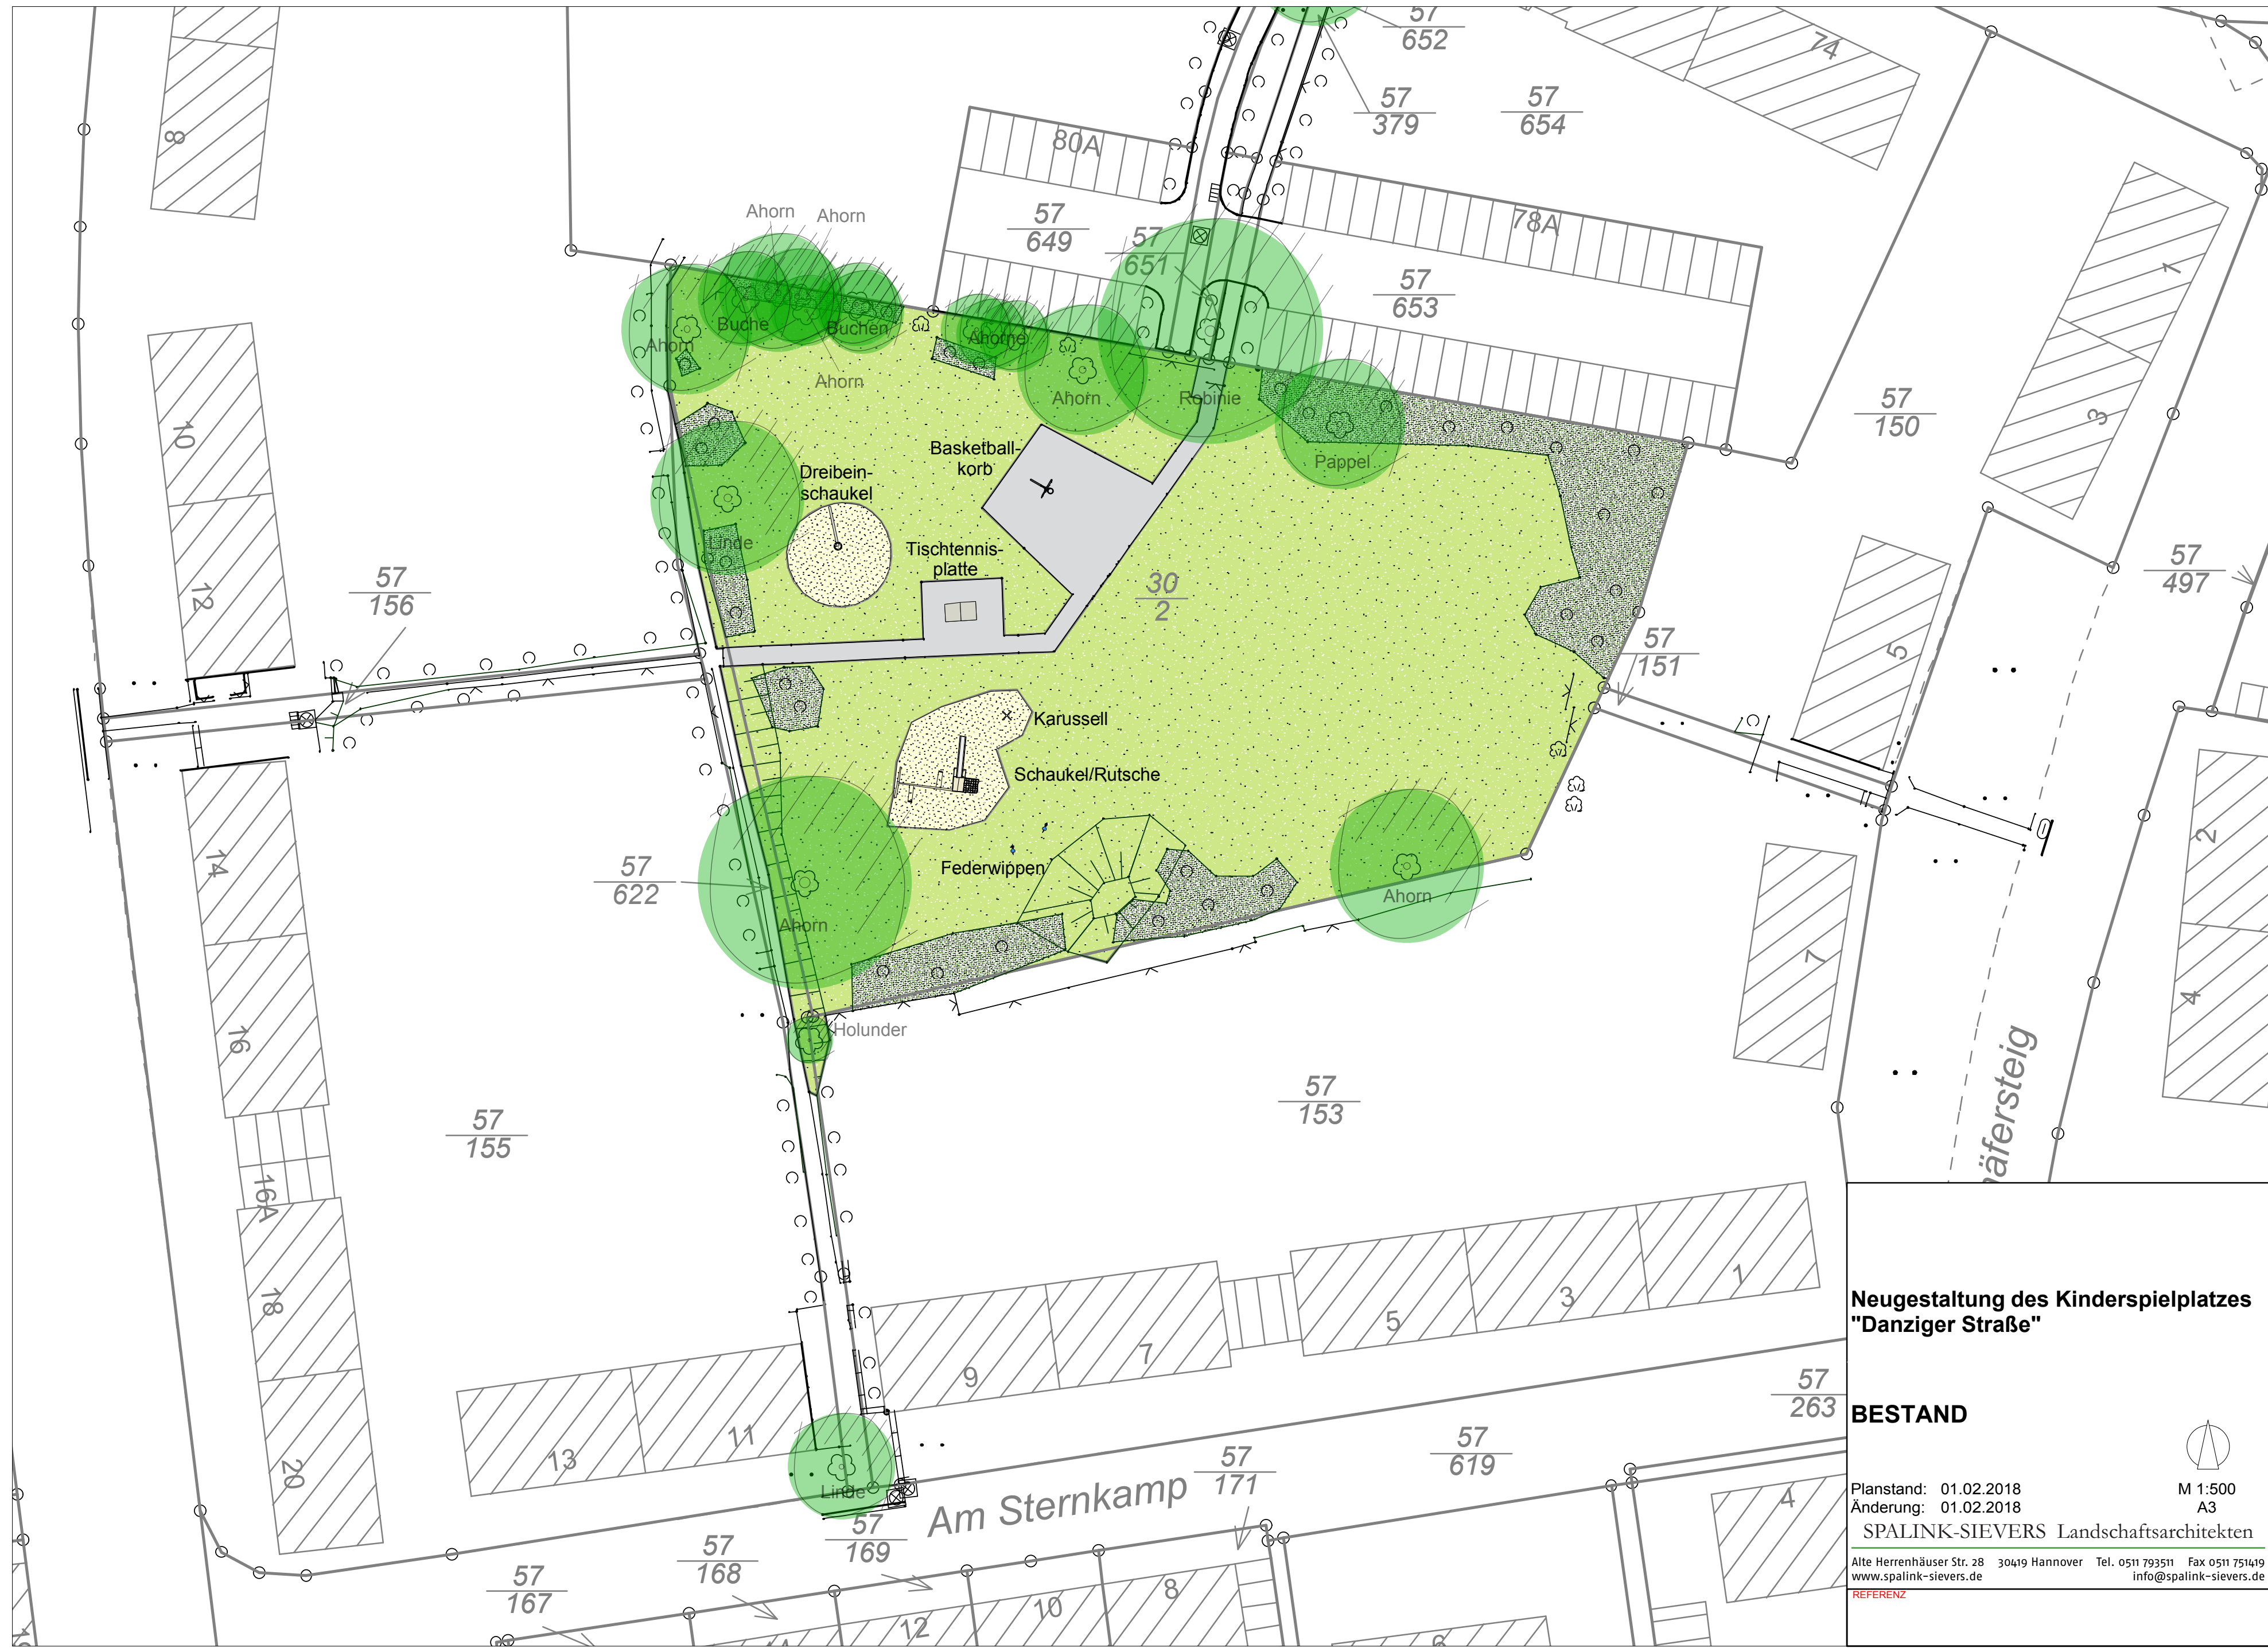 57
652
74
57
379
57
654
8
80A
78A
57
649
57
651
57
653
1
Ahorn
Ahorn
Buche
Buchen
Ahorn
Ahorne
Ahorn
Ahorn
Robinie
Pappel
57
150
3
10
Dreibein-
schaukel
Basketball-
korb
Linde
Tischtennis-
platte
30
2
57
497
12
57
156
57
151
5
Karussell
Schaukel/Rutsche
Federwippen
14
57
622
Ahorn
Ahorn
2
7
4
16
Holunder
57
155
57
153
äfersteig
16A
18
20
13
11
9
7
5
3
1
Linde
Am Sternkamp
57
263
57
619
57
171
57
169
57
168
57
167
12
10
8
6
4
Neugestaltung des Kinderspielplatzes
"Danziger Straße"
BESTAND
Planstand: 01.02.2018 M 1:500
Änderung: 01.02.2018 A3
SPALINK-SIEVERS Landschaftsarchitekten
Alte Herrenhäuser Str. 28 30419 Hannover Tel. 0511 793511 Fax 0511 751419
www.spalink-sievers.de info@spalink-sievers.de
REFERENZ